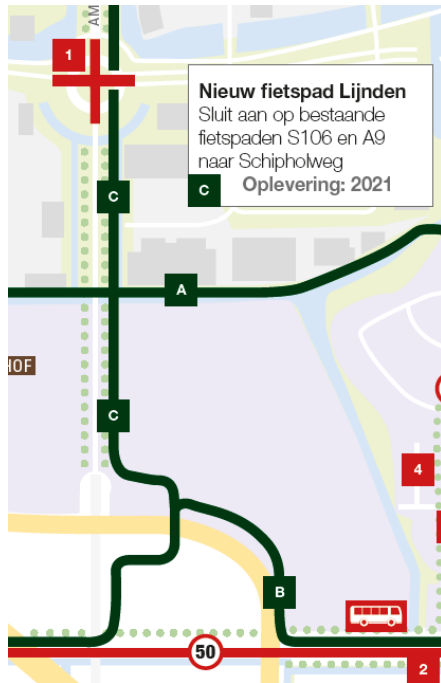 AM
1
Nieuw fietspad Lijnden
Sluit aan op bestaande
fietspaden S106 en A9
naar Schipholweg
C Oplevering: 2021
C
A
HOF
C
4
B
50
2